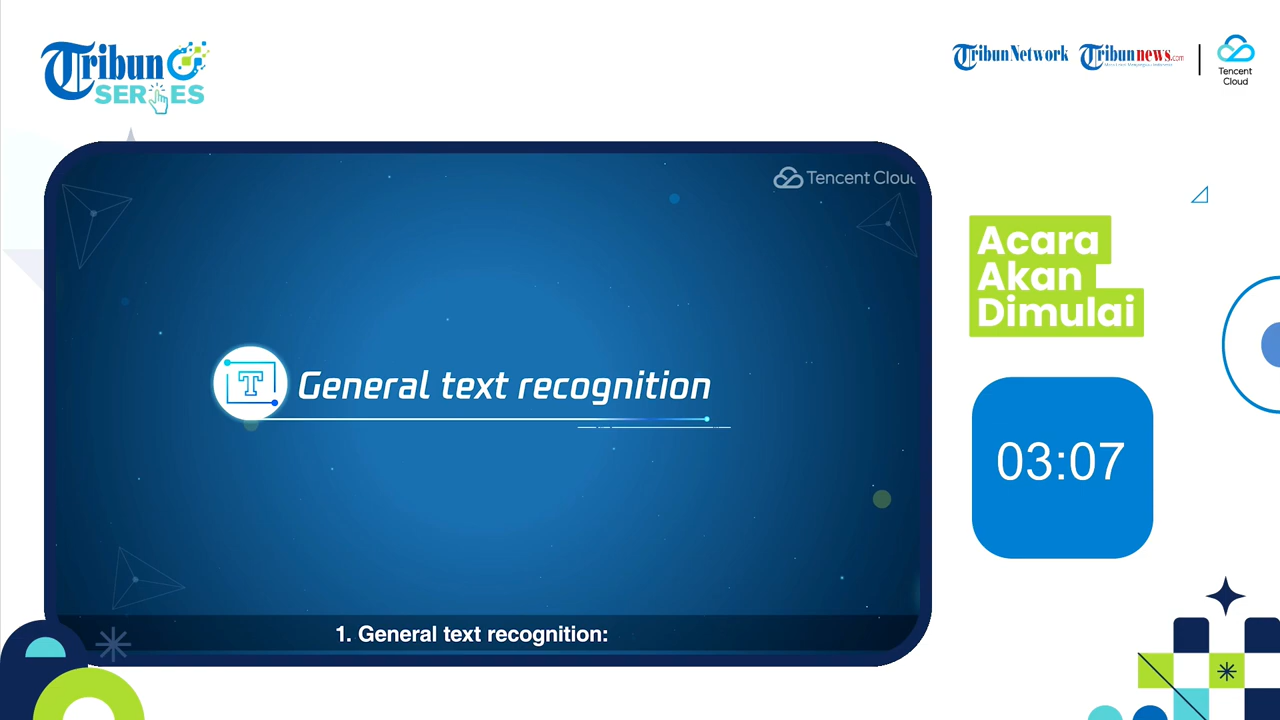 Tribun
SERIES
TribunNetwork
Tribunnews.com
Tencent
Cloud
Tencent Cloud
Acara
Akan
Dimulai
T General text recognition
03:07
1. General text recognition: